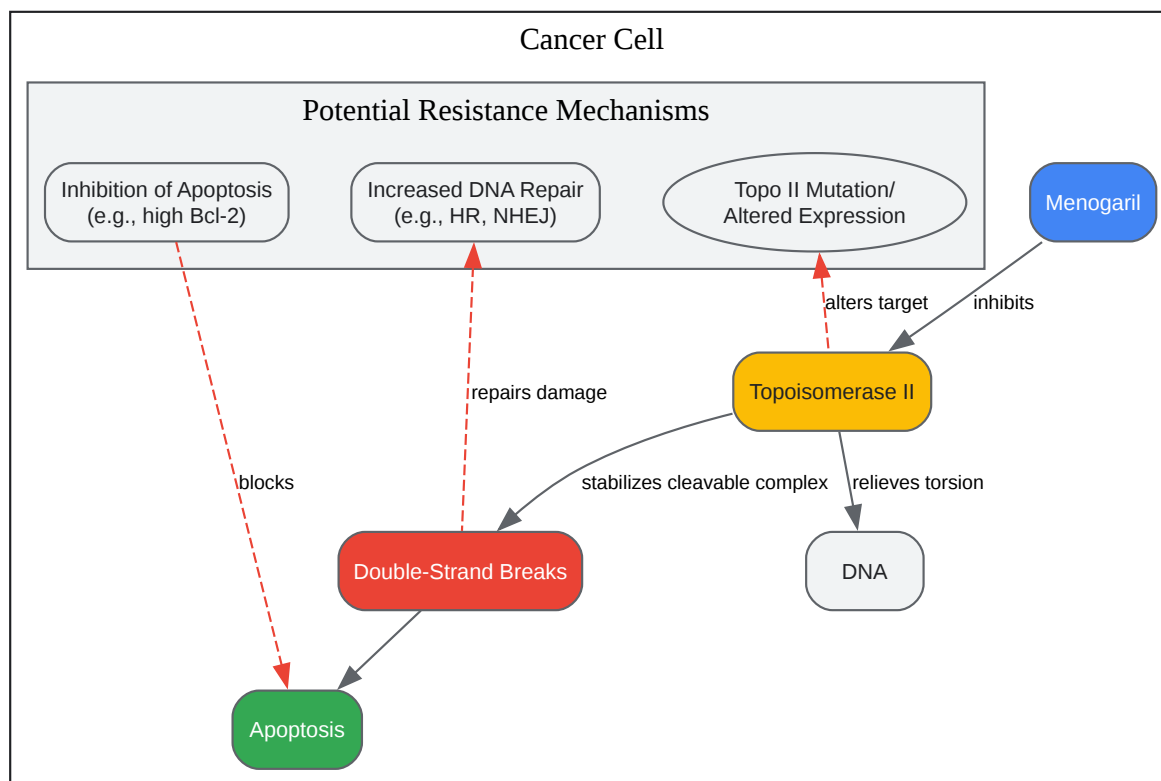 Cancer Cell
Potential Resistance Mechanisms
Inhibition of Apoptosis
(e.g., high Bcl-2)
Increased DNA Repair
(e.g., HR, NHEJ)
Topo II Mutation/
Altered Expression
Menogaril
alters target
inhibits
repairs damage
Topoisomerase II
blocks
stabilizes cleavable complex
relieves torsion
Double-Strand Breaks
DNA
Apoptosis